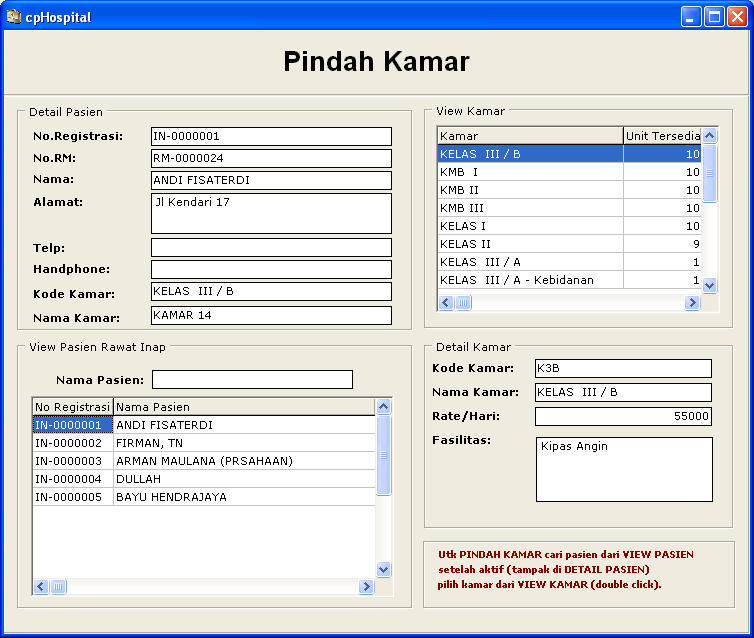 cpHospital
Pindah Kamar
Detail Pasien
No.Registrasi: IN-0000001
No.RM: RM-0000024
Nama: ANDI FISATERDI
Alamat: Jl Kendari 17
Telp:
Handphone:
Kode Kamar: KELAS  III / B
Nama Kamar: KAMAR 14
View Kamar
Kamar Unit Tersedia
KELAS  III / B 10
KMB  I 10
KMB II 10
KMB III 10
KELAS I 10
KELAS II 9
KELAS  III / A 1
KELAS  III / A - Kebidanan 1
View Pasien Rawat Inap
Nama Pasien:
No Registrasi Nama Pasien
IN-0000001 ANDI FISATERDI
IN-0000002 FIRMAN, TN
IN-0000003 ARMAN MAULANA (PRSAHAAN)
IN-0000004 DULLAH
IN-0000005 BAYU HENDRAJAYA
Detail Kamar
Kode Kamar: K3B
Nama Kamar: KELAS  III / B
Rate/Hari: 55000
Fasilitas: Kipas Angin
Utk PINDAH KAMAR cari pasien dari VIEW PASIEN
setelah aktif (tampak di DETAIL PASIEN)
pilih kamar dari VIEW KAMAR (double click).